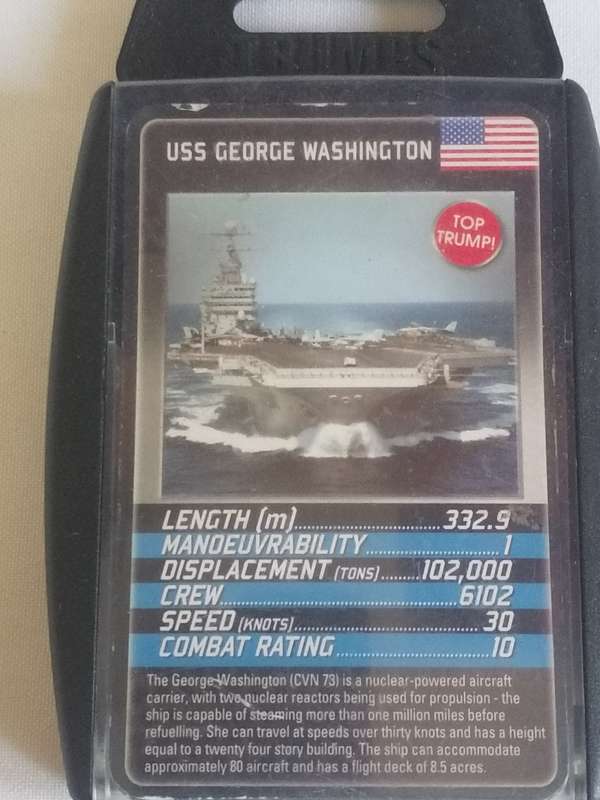 TRUMPS
USS GEORGE WASHINGTON
TOP
TRUMP!
LENGTH (m)..............................332.9
MANOEUVRABILITY............................1
DISPLACEMENT (TONS).........102,000
CREW..................................................6102
SPEED (KNOTS)........................................30
COMBAT RATING................................10
The George Washington (CVN 73) is a nuclear-powered aircraft
carrier, with two nuclear reactors being used for propulsion - the
ship is capable of steaming more than one million miles before
refuelling. She can travel at speeds over thirty knots and has a height
equal to a twenty four story building. The ship can accommodate
approximately 80 aircraft and has a flight deck of 8.5 acres.